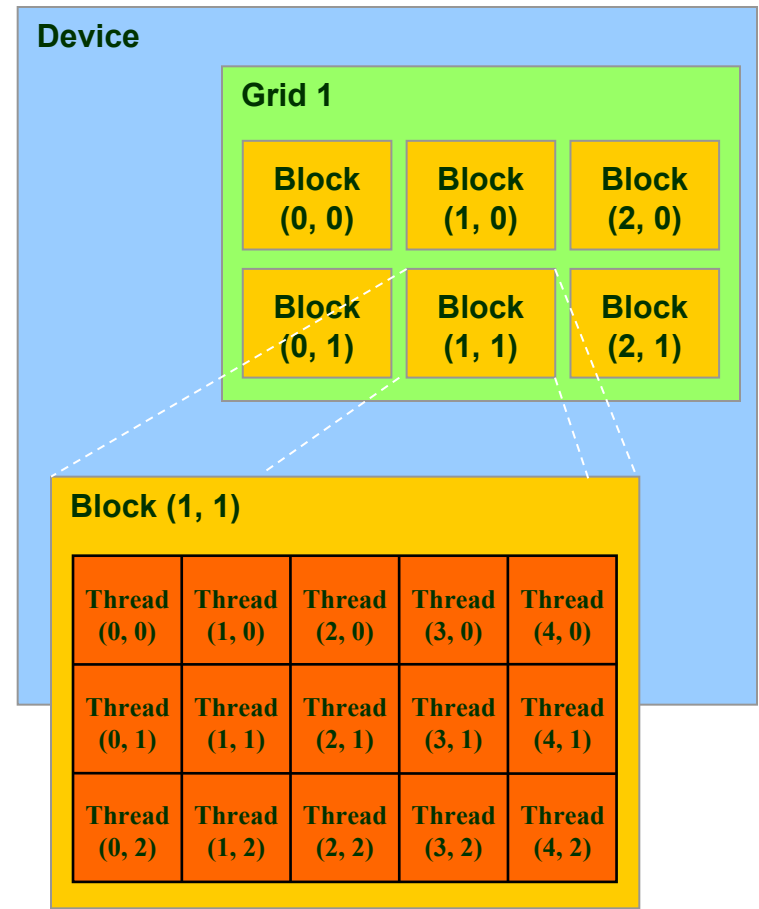 Device
Grid 1
Block
(0, 0)
Block
(1, 0)
Block
(2, 0)
Block
(0, 1)
Block
(1, 1)
Block
(2, 1)
Block (1, 1)
Thread
(0, 0)
Thread
(1, 0)
Thread
(2, 0)
Thread
(3, 0)
Thread
(4, 0)
Thread
(0, 1)
Thread
(1, 1)
Thread
(2, 1)
Thread
(3, 1)
Thread
(4, 1)
Thread
(0, 2)
Thread
(1, 2)
Thread
(2, 2)
Thread
(3, 2)
Thread
(4, 2)